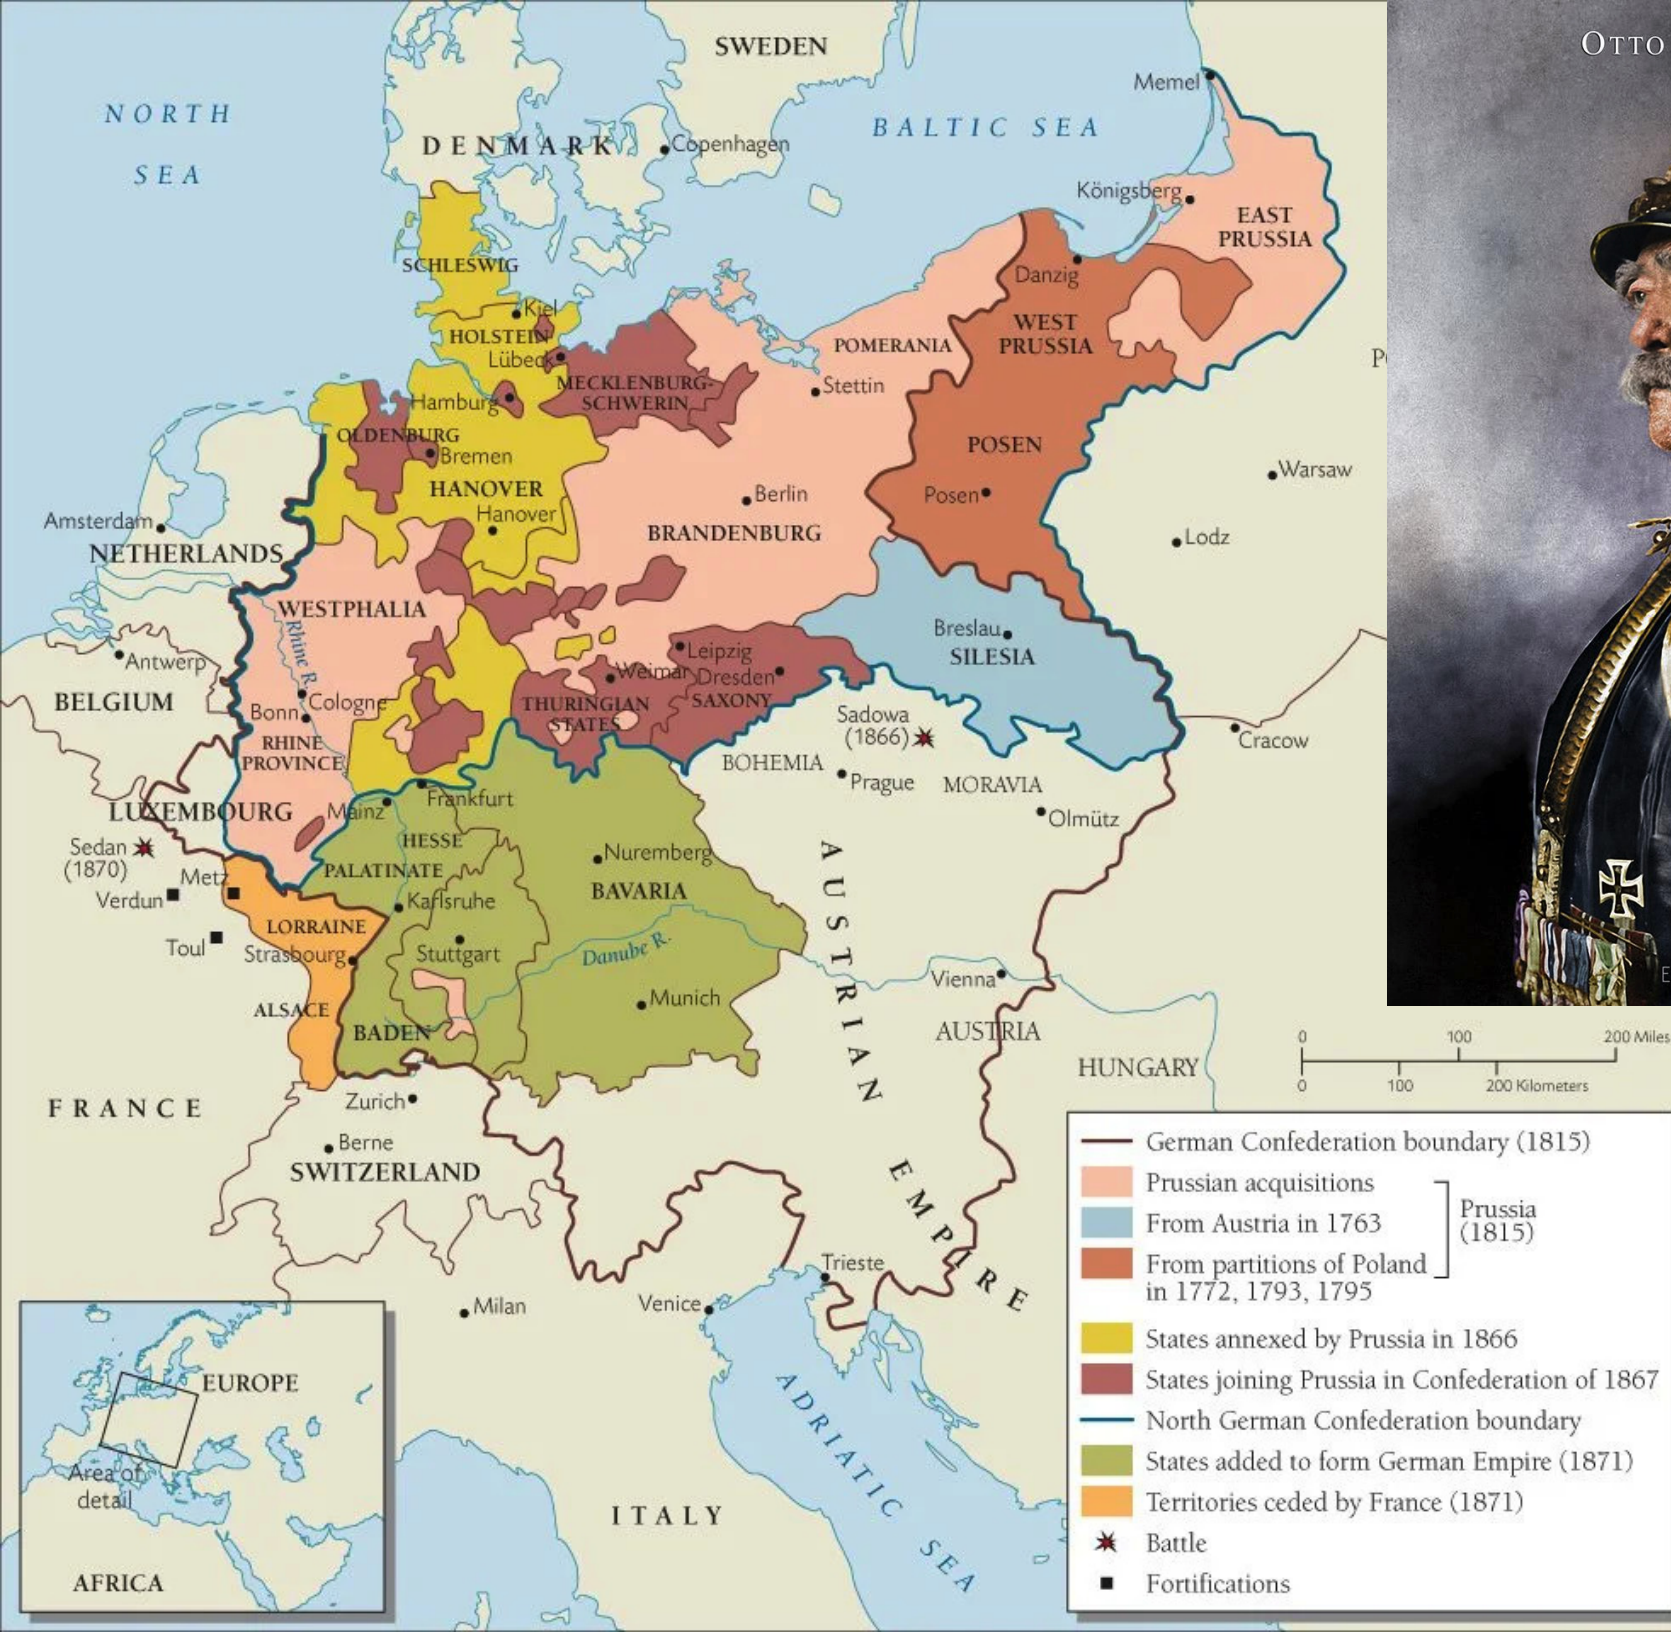 NORTH
SEA
SWEDEN
DENMARK
Copenhagen
BALTIC SEA
Memel
Königsberg
EAST
PRUSSIA
SCHLESWIG
Kiel
HOLSTEIN
Lübeck
Danzig
WEST
PRUSSIA
POMERANIA
MECKLENBURG-
SCHWERIN
Stettin
Hamburg
OLDENBURG
Bremen
HANOVER
Hanover
POSEN
Posen
Warsaw
Lodz
Berlin
BRANDENBURG
Amsterdam
NETHERLANDS
WESTPHALIA
Rhine R.
Antwerp
BELGIUM
Cologne
Bonn
RHINE
PROVINCE
Leipzig
Weimar
Dresden
THURINGIAN
STATES
SAXONY
Breslau
SILESIA
Sadowa
(1866)
BOHEMIA
Prague
MORAVIA
Olmütz
Cracow
LUXEMBOURG
Mainz
Frankfurt
HESSE
PALATINATE
Sedan
(1870)
Metz
Verdun
Toul
LORRAINE
Strasbourg
ALSACE
Karlsruhe
Stuttgart
BADEN
Nuremberg
BAVARIA
Danube R.
Munich
AUSTRIAN EMPIRE
Vienna
AUSTRIA
HUNGARY
FRANCE
Zurich
Berne
SWITZERLAND
Milan
Venice
Trieste
ITALY
ADRIATIC SEA
EUROPE
Area of
detail
AFRICA
OTTO
0 100 200 Miles
0 100 200 Kilometers
German Confederation boundary (1815)
Prussian acquisitions
From Austria in 1763
From partitions of Poland
in 1772, 1793, 1795
Prussia
(1815)
States annexed by Prussia in 1866
States joining Prussia in Confederation of 1867
North German Confederation boundary
States added to form German Empire (1871)
Territories ceded by France (1871)
Battle
Fortifications